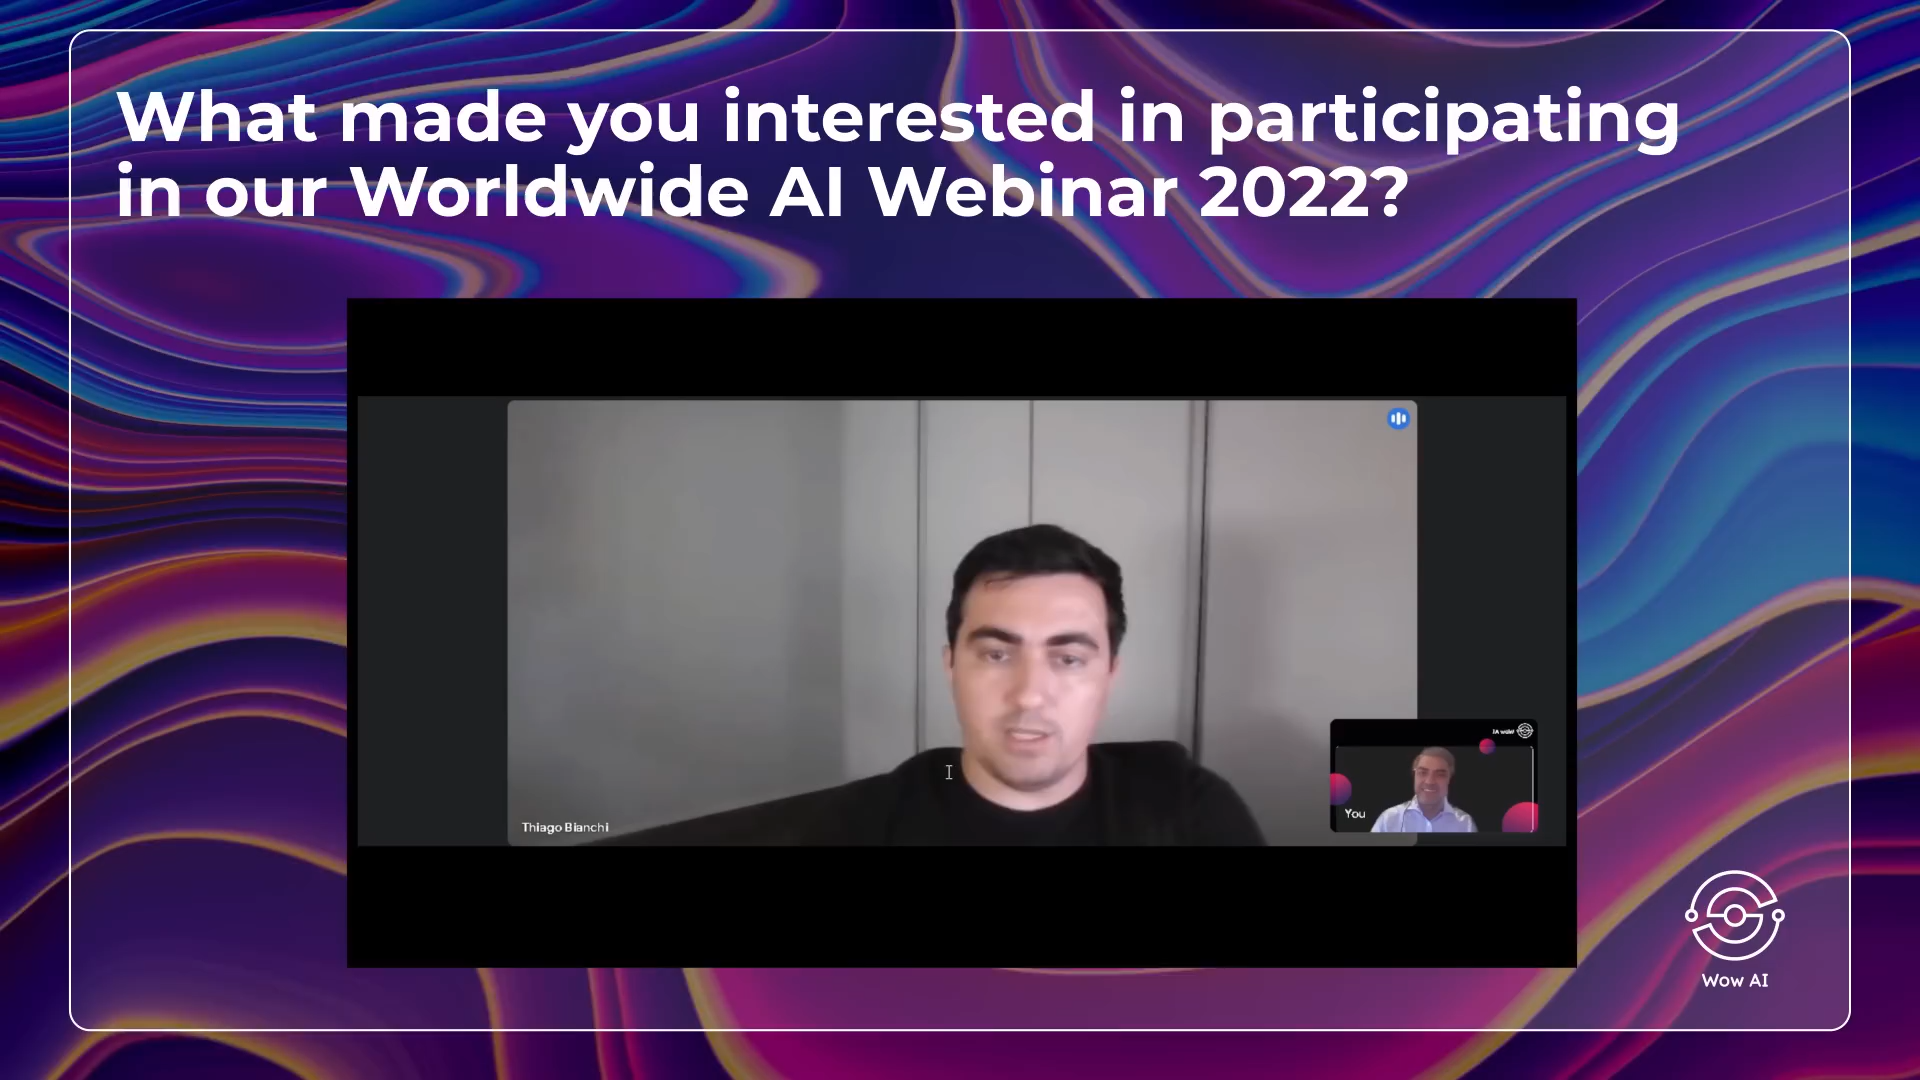 What made you interested in participating
in our Worldwide AI Webinar 2022?
Thiago Bianchi
You
Wow AI